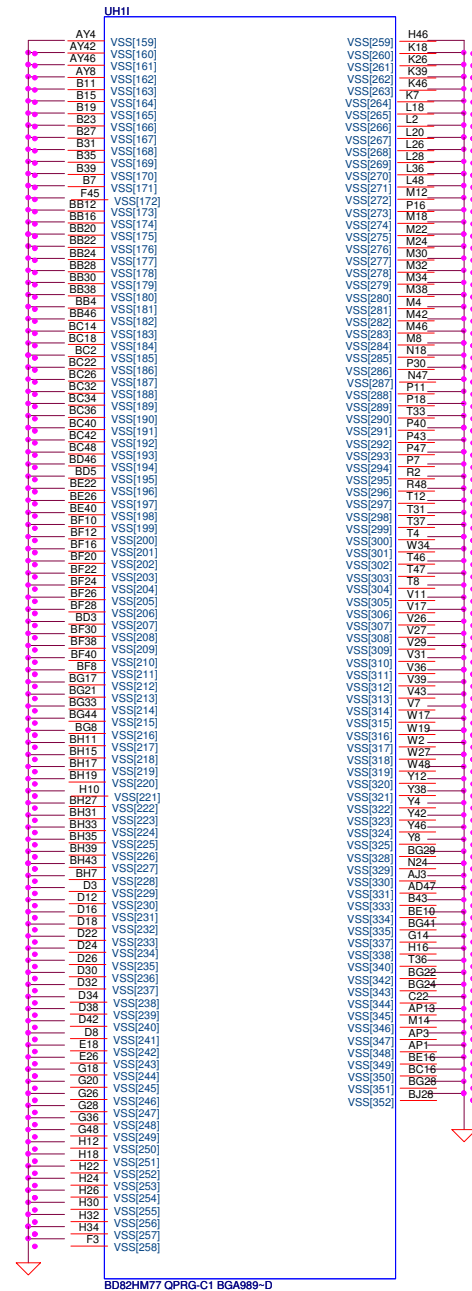 UH1I
AY4 VSS[159]
AY42 VSS[160]
AY46 VSS[161]
AY8 VSS[162]
B11 VSS[163]
B15 VSS[164]
B19 VSS[165]
B23 VSS[166]
B27 VSS[167]
B31 VSS[168]
B35 VSS[169]
B39 VSS[170]
B7 VSS[171]
F45 VSS[172]
BB12 VSS[173]
BB16 VSS[174]
BB20 VSS[175]
BB22 VSS[176]
BB24 VSS[177]
BB28 VSS[178]
BB30 VSS[179]
BB38 VSS[180]
BB4 VSS[181]
BB46 VSS[182]
BC14 VSS[183]
BC18 VSS[184]
BC2 VSS[185]
BC22 VSS[186]
BC26 VSS[187]
BC32 VSS[188]
BC34 VSS[189]
BC36 VSS[190]
BC40 VSS[191]
BC42 VSS[192]
BC48 VSS[193]
BD46 VSS[194]
BD5 VSS[195]
BE22 VSS[196]
BE26 VSS[197]
BE40 VSS[198]
BF10 VSS[199]
BF12 VSS[200]
BF16 VSS[201]
BF20 VSS[202]
BF22 VSS[203]
BF24 VSS[204]
BF26 VSS[205]
BF28 VSS[206]
BD3 VSS[207]
BF30 VSS[208]
BF38 VSS[209]
BF40 VSS[210]
BF8 VSS[211]
BG17 VSS[212]
BG21 VSS[213]
BG33 VSS[214]
BG44 VSS[215]
BG8 VSS[216]
BH11 VSS[217]
BH15 VSS[218]
BH17 VSS[219]
BH19 VSS[220]
H10 VSS[221]
BH27 VSS[222]
BH31 VSS[223]
BH33 VSS[224]
BH35 VSS[225]
BH39 VSS[226]
BH43 VSS[227]
BH7 VSS[228]
D3 VSS[229]
D12 VSS[230]
D16 VSS[231]
D18 VSS[232]
D22 VSS[233]
D24 VSS[234]
D26 VSS[235]
D30 VSS[236]
D32 VSS[237]
D34 VSS[238]
D38 VSS[239]
D42 VSS[240]
D8 VSS[241]
E18 VSS[242]
E26 VSS[243]
G18 VSS[244]
G20 VSS[245]
G26 VSS[246]
G28 VSS[247]
G36 VSS[248]
G48 VSS[249]
H12 VSS[250]
H18 VSS[251]
H22 VSS[252]
H24 VSS[253]
H26 VSS[254]
H30 VSS[255]
H32 VSS[256]
H34 VSS[257]
F3 VSS[258]
VSS[259] H46
VSS[260] K18
VSS[261] K26
VSS[262] K39
VSS[263] K46
VSS[264] K7
VSS[265] L18
VSS[266] L2
VSS[267] L20
VSS[268] L26
VSS[269] L28
VSS[270] L36
VSS[271] L48
VSS[272] M12
VSS[273] P16
VSS[274] M18
VSS[275] M22
VSS[276] M24
VSS[277] M30
VSS[278] M32
VSS[279] M34
VSS[280] M38
VSS[281] M4
VSS[282] M42
VSS[283] M46
VSS[284] M8
VSS[285] N18
VSS[286] P30
VSS[287] N47
VSS[288] P11
VSS[289] P18
VSS[290] T33
VSS[291] P40
VSS[292] P43
VSS[293] P47
VSS[294] P7
VSS[295] R2
VSS[296] R48
VSS[297] T12
VSS[298] T31
VSS[299] T37
VSS[300] T4
VSS[301] W34
VSS[302] T46
VSS[303] T47
VSS[304] T8
VSS[305] V11
VSS[306] V17
VSS[307] V26
VSS[308] V27
VSS[309] V29
VSS[310] V31
VSS[311] V36
VSS[312] V39
VSS[313] V43
VSS[314] V7
VSS[315] W17
VSS[316] W19
VSS[317] W2
VSS[318] W27
VSS[319] W48
VSS[320] Y12
VSS[321] Y38
VSS[322] Y4
VSS[323] Y42
VSS[324] Y46
VSS[325] Y8
VSS[328] BG29
VSS[329] N24
VSS[330] AJ3
VSS[331] AD47
VSS[333] B43
VSS[334] BE10
VSS[335] BG41
VSS[337] G14
VSS[338] H16
VSS[340] T36
VSS[342] BG22
VSS[343] BG24
VSS[344] C22
VSS[345] AP13
VSS[346] M14
VSS[347] AP3
VSS[348] AP1
VSS[349] BE16
VSS[350] BC16
VSS[351] BG28
VSS[352] BJ28
BD82HM77 QPRG-C1 BGA989~D